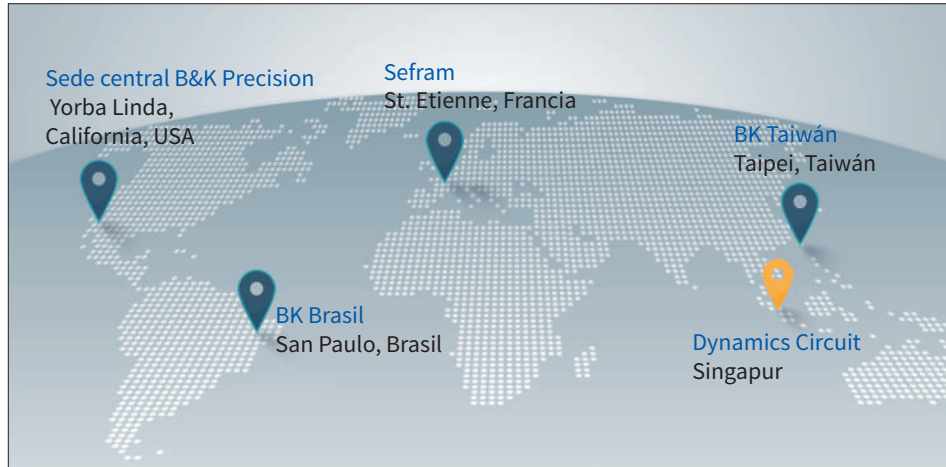 Sede central B&K Precision
Yorba Linda,
California, USA
Sefram
St. Etienne, Francia
BK Taiwán
Taipei, Taiwán
BK Brasil
San Paulo, Brasil
Dynamics Circuit
Singapur